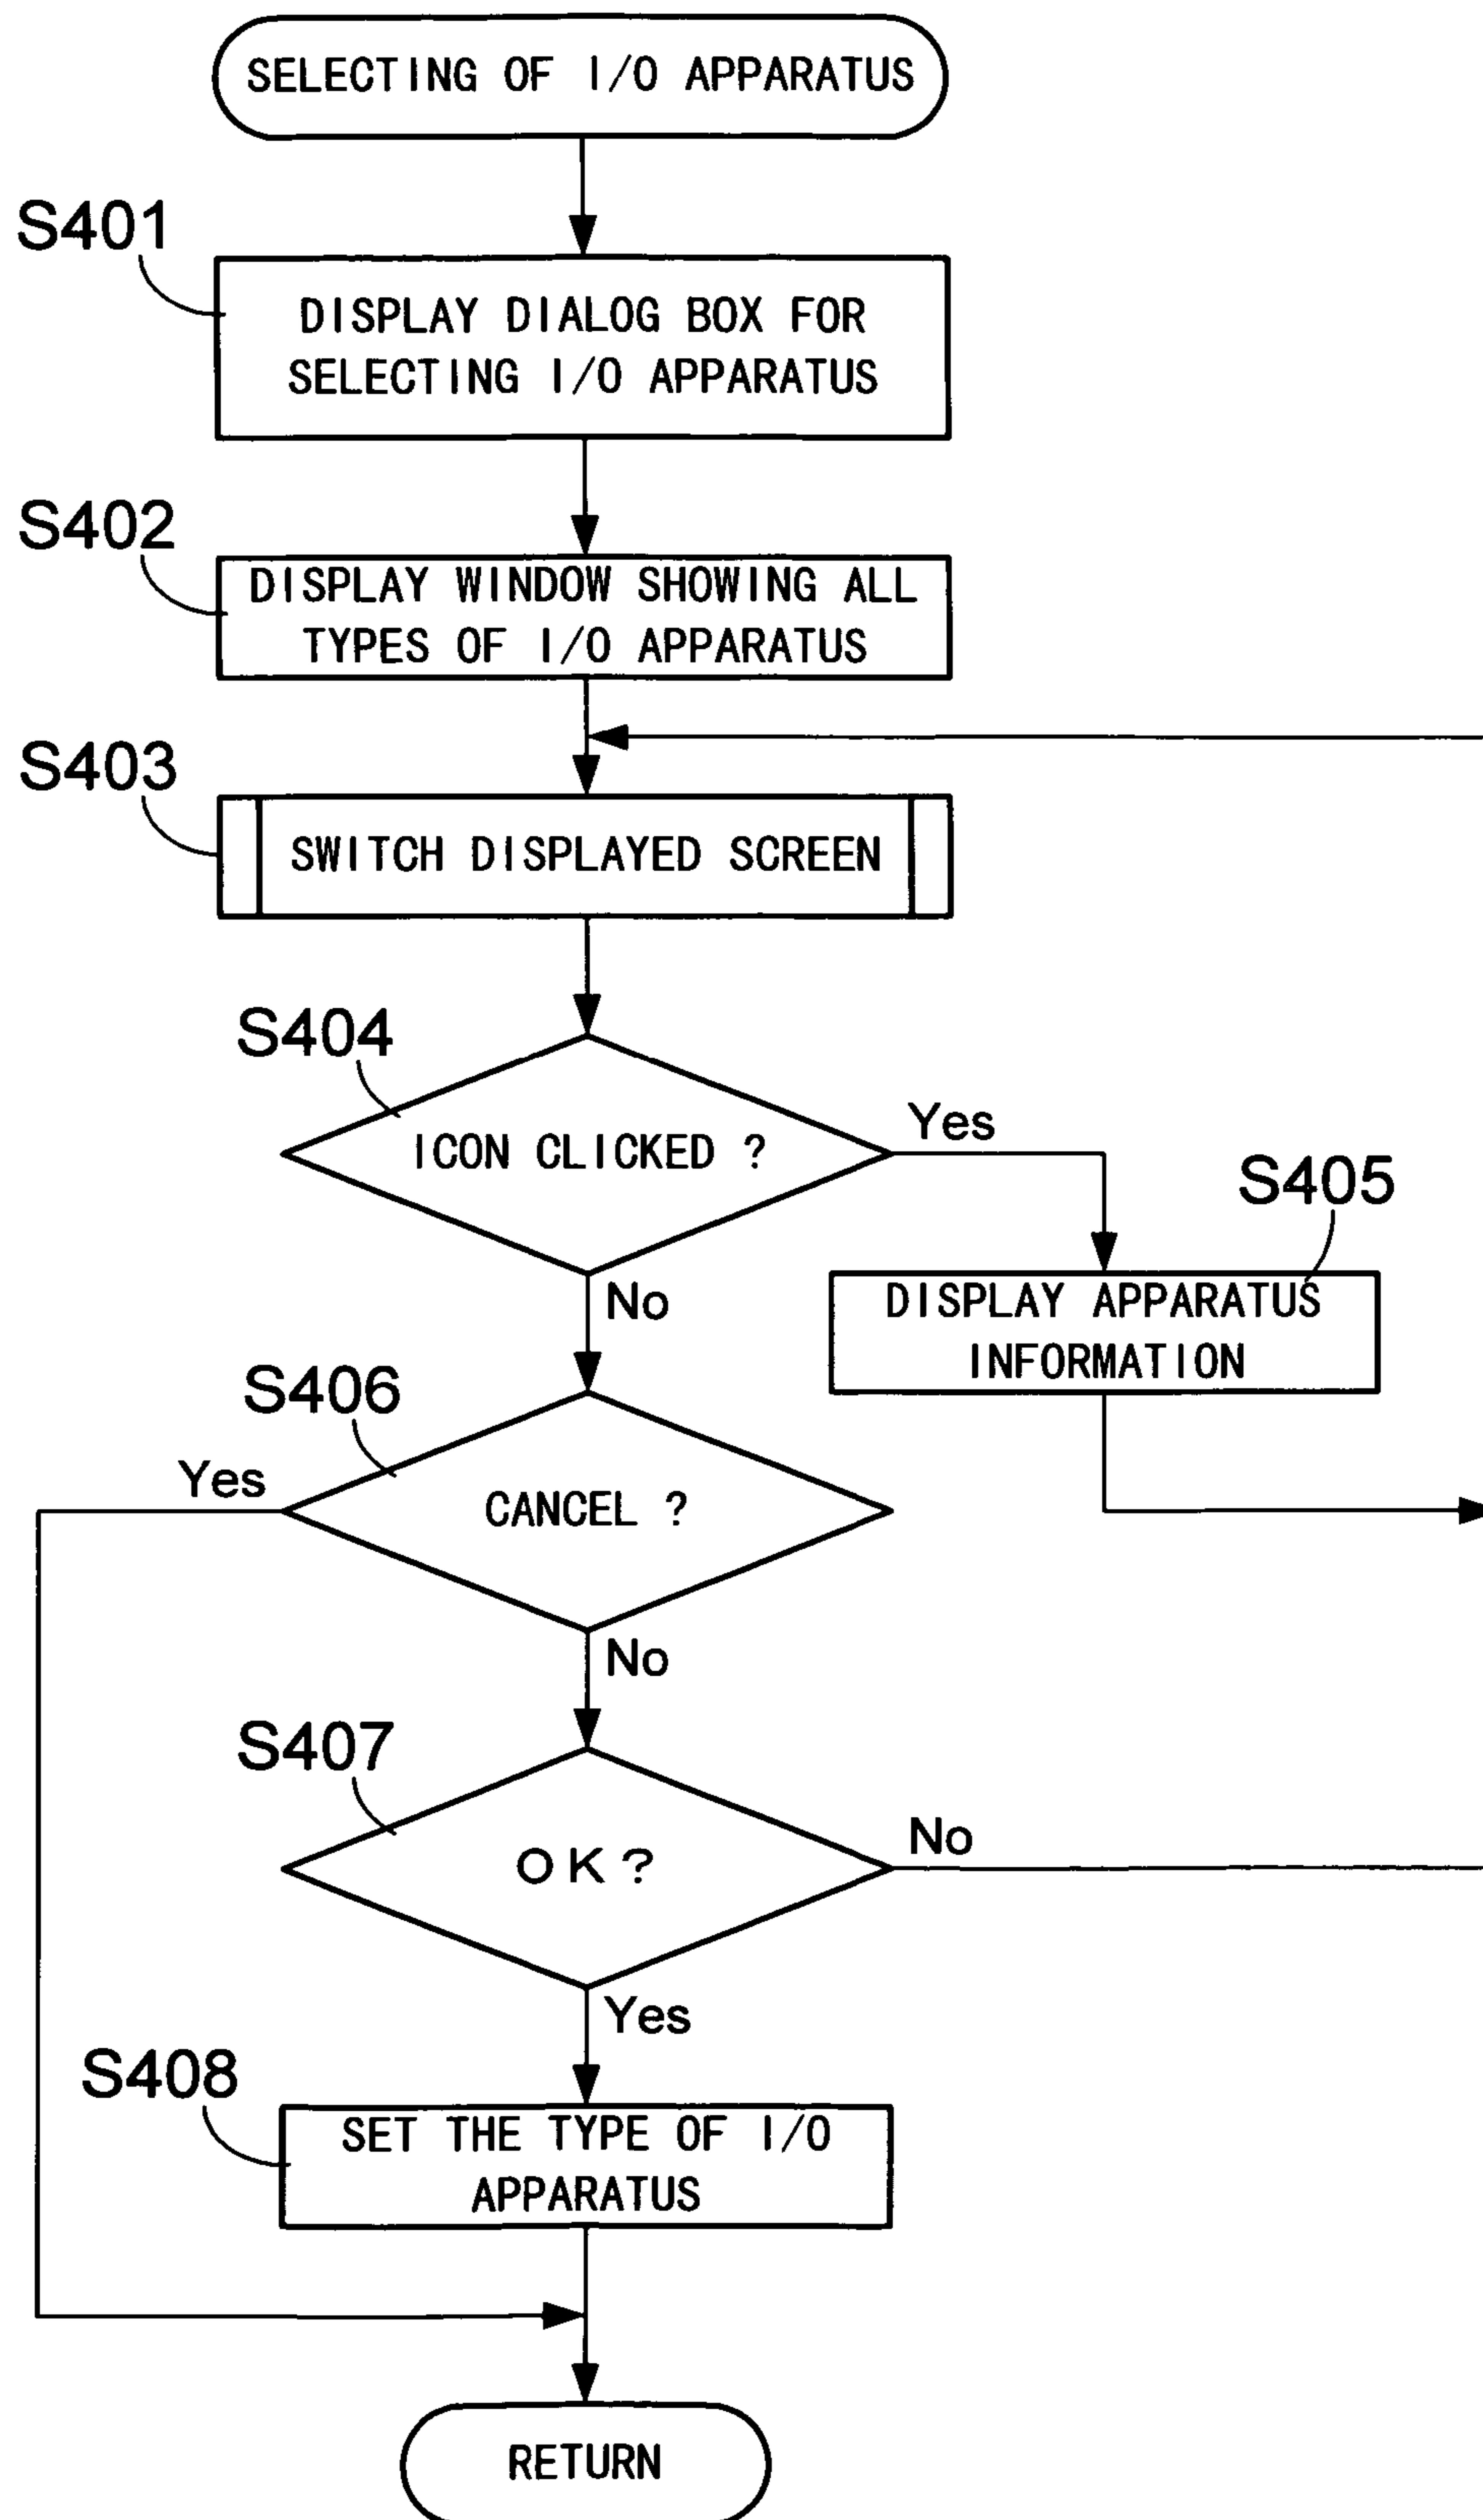 SELECTING OF I/O APPARATUS
S401
DISPLAY DIALOG BOX FOR
SELECTING I/O APPARATUS
S402
DISPLAY WINDOW SHOWING ALL
TYPES OF I/O APPARATUS
S403
SWITCH DISPLAYED SCREEN
S404
ICON CLICKED ?
Yes
S405
DISPLAY APPARATUS
INFORMATION
No
S406
Yes
CANCEL ?
No
S407
OK?
No
Yes
S408
SET THE TYPE OF I/O
APPARATUS
RETURN